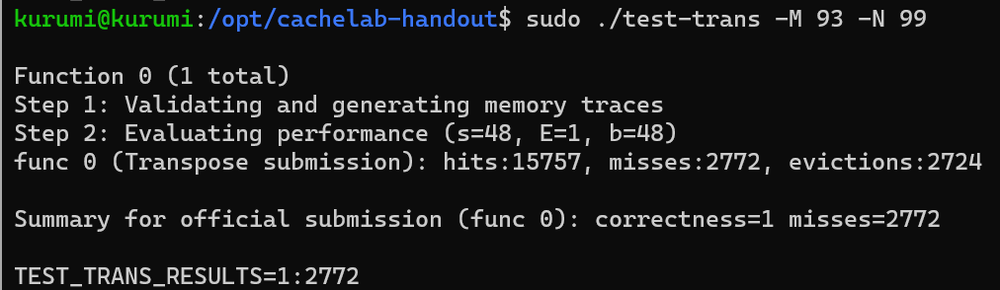 kurumi@kurumi:/opt/cachelab-handout$ sudo ./test-trans -M 93 -N 99
Function 0 (1 total)
Step 1: Validating and generating memory traces
Step 2: Evaluating performance (s=48, E=1, b=48)
func 0 (Transpose submission): hits:15757, misses:2772, evictions:2724
Summary for official submission (func 0): correctness=1 misses=2772
TEST_TRANS_RESULTS=1:2772